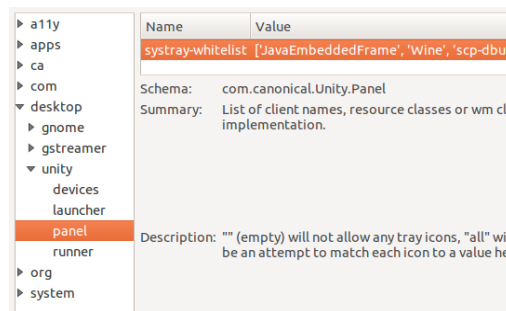 a11y
apps
ca
com
desktop
gnome
gstreamer
unity
devices
launcher
panel
runner
org
system
Name Value
systray-whitelist ['JavaEmbeddedFrame', 'Wine', 'scp-dbu
Schema: com.canonical.Unity.Panel
Summary: List of client names, resource classes or wm cl
implementation.
Description: "" (empty) will not allow any tray icons, "all" wi
be an attempt to match each icon to a value he